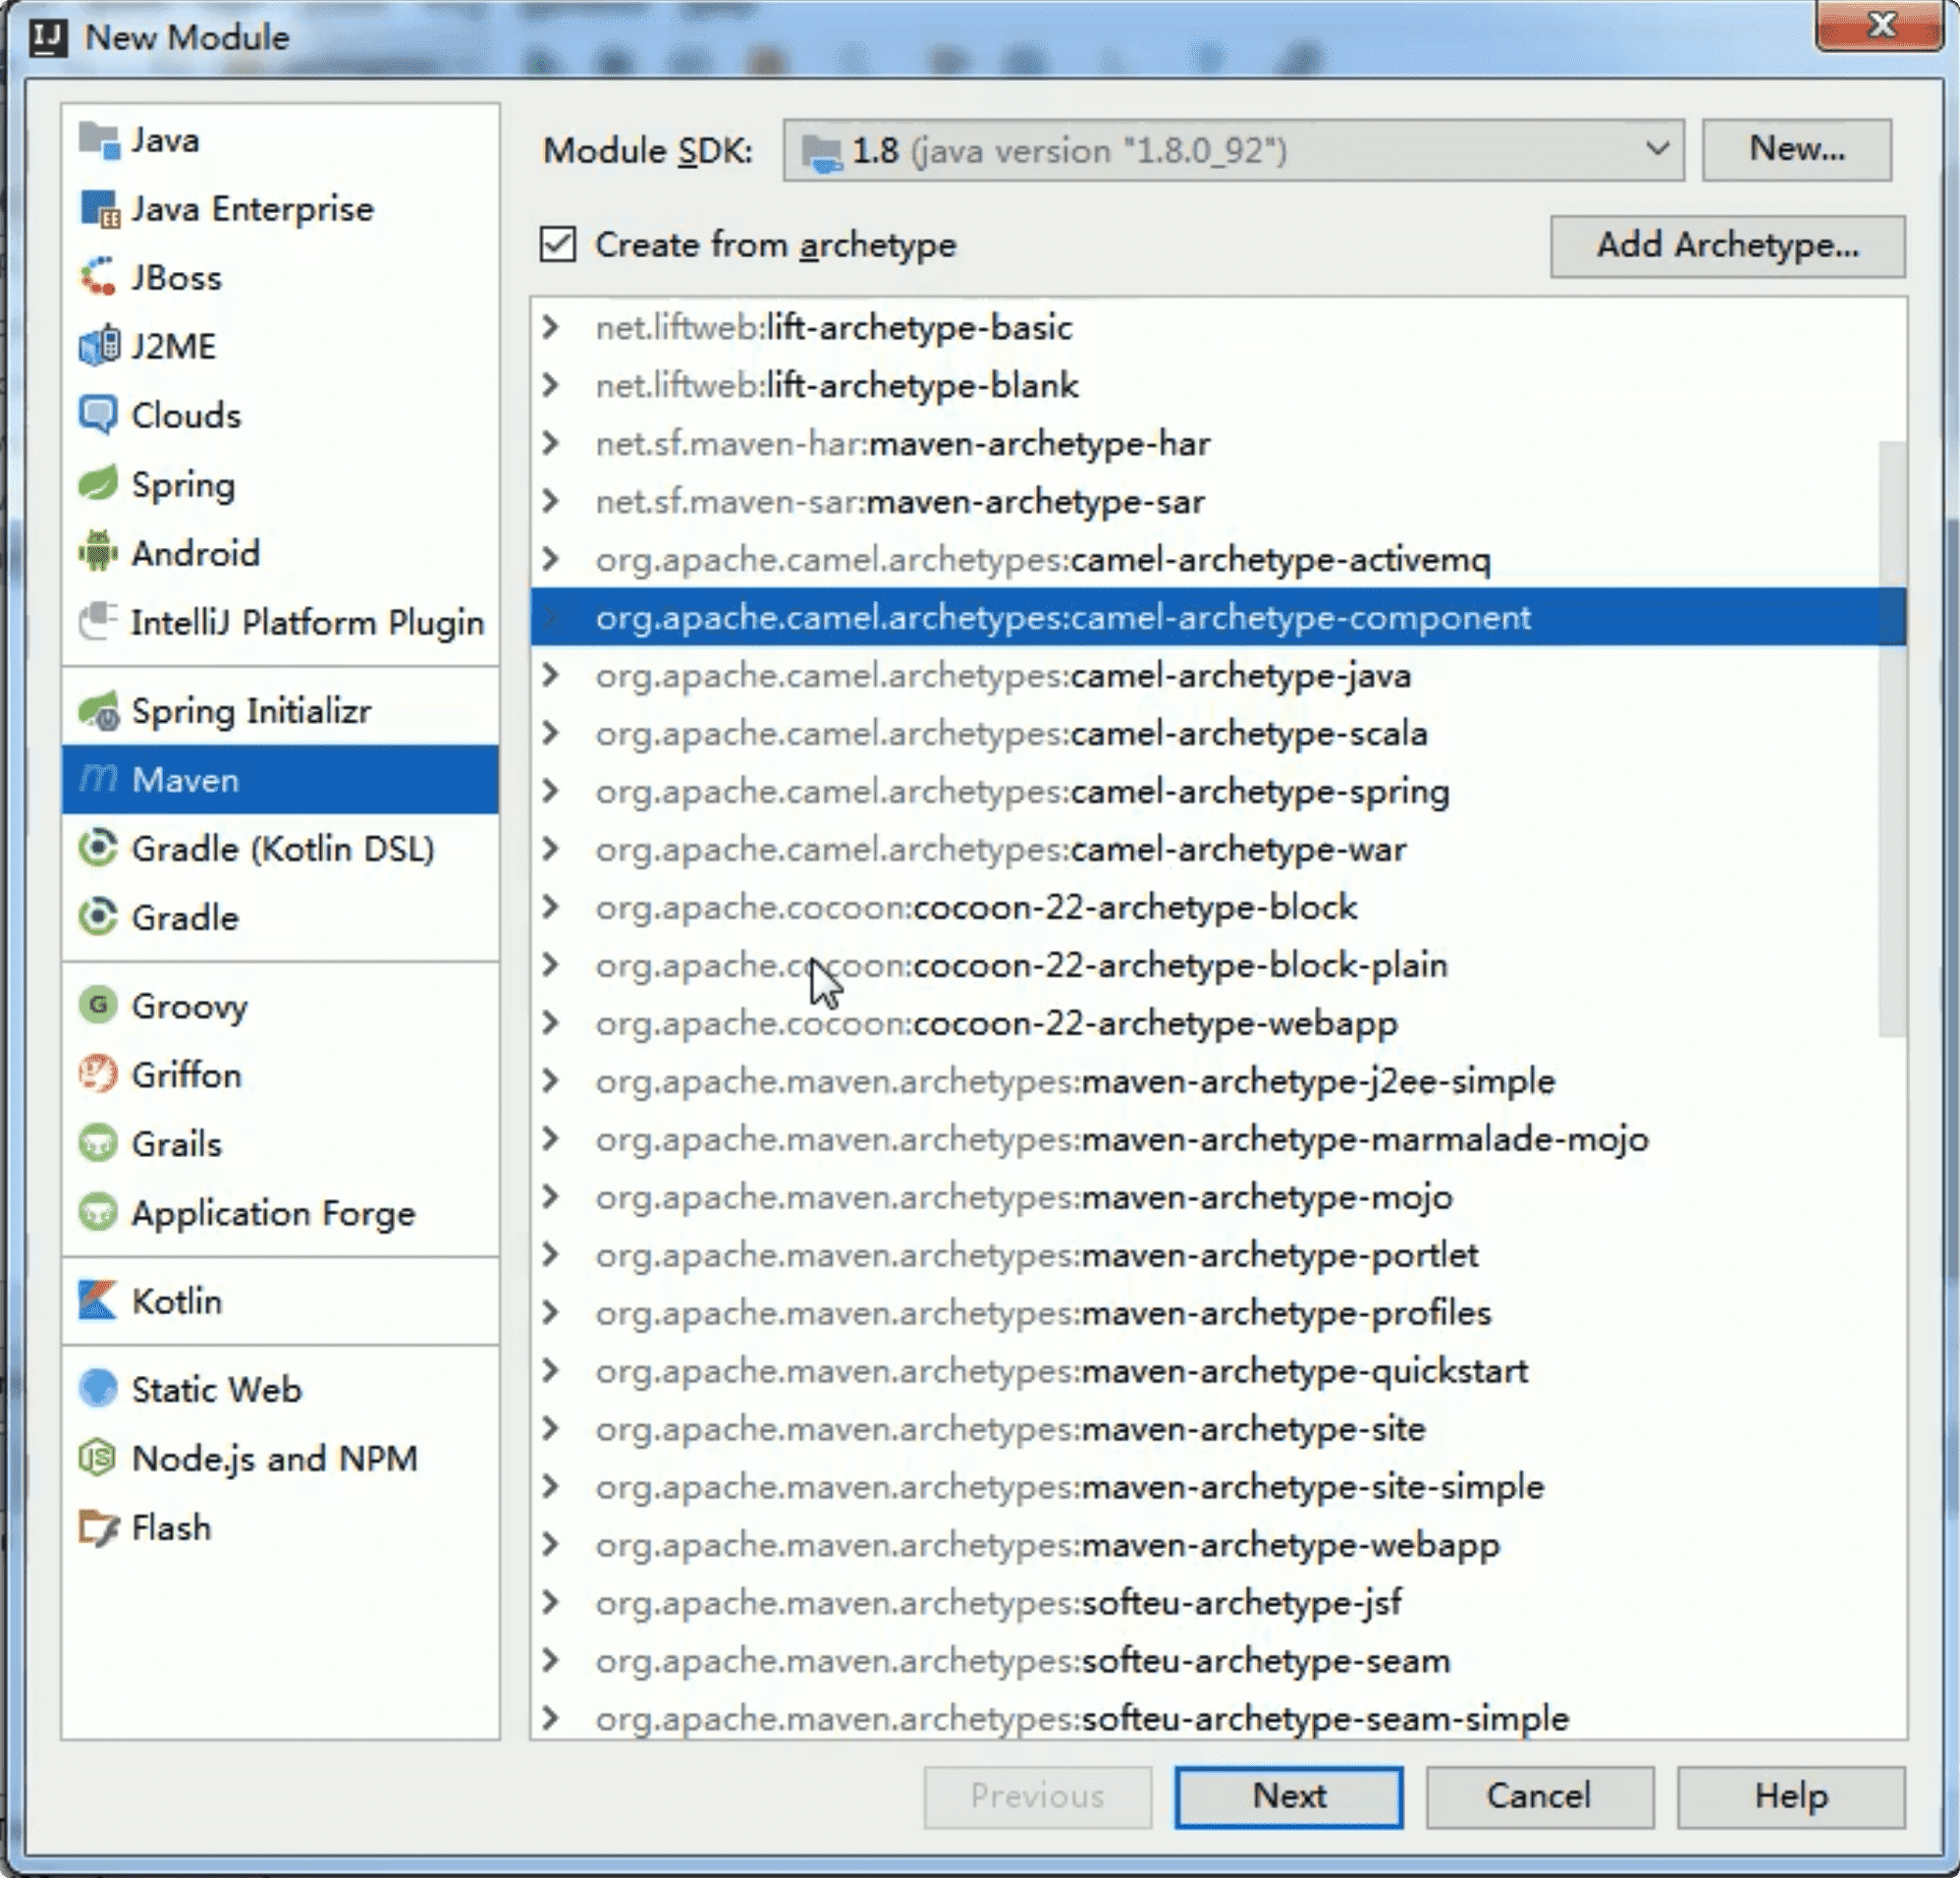 New Module
Java
Java Enterprise
JBoss
J2ME
Clouds
Spring
Android
IntelliJ Platform Plugin
Spring Initializr
Maven
Gradle (Kotlin DSL)
Gradle
Groovy
Griffon
Grails
Application Forge
Kotlin
Static Web
Node.js and NPM
Flash
Module SDK: 1.8 (java version "1.8.0_92") New...
Create from archetype Add Archetype...
net.liftweb:lift-archetype-basic
net.liftweb:lift-archetype-blank
net.sf.maven-har:maven-archetype-har
net.sf.maven-sar:maven-archetype-sar
org.apache.camel.archetypes:camel-archetype-activemq
org.apache.camel.archetypes:camel-archetype-component
org.apache.camel.archetypes:camel-archetype-java
org.apache.camel.archetypes:camel-archetype-scala
org.apache.camel.archetypes:camel-archetype-spring
org.apache.camel.archetypes:camel-archetype-war
org.apache.cocoon:cocoon-22-archetype-block
org.apache.cocoon:cocoon-22-archetype-block-plain
org.apache.cocoon:cocoon-22-archetype-webapp
org.apache.maven.archetypes:maven-archetype-j2ee-simple
org.apache.maven.archetypes:maven-archetype-marmalade-mojo
org.apache.maven.archetypes:maven-archetype-mojo
org.apache.maven.archetypes:maven-archetype-portlet
org.apache.maven.archetypes:maven-archetype-profiles
org.apache.maven.archetypes:maven-archetype-quickstart
org.apache.maven.archetypes:maven-archetype-site
org.apache.maven.archetypes:maven-archetype-site-simple
org.apache.maven.archetypes:maven-archetype-webapp
org.apache.maven.archetypes:softeu-archetype-jsf
org.apache.maven.archetypes:softeu-archetype-seam
org.apache.maven.archetypes:softeu-archetype-seam-simple
Previous Next Cancel Help